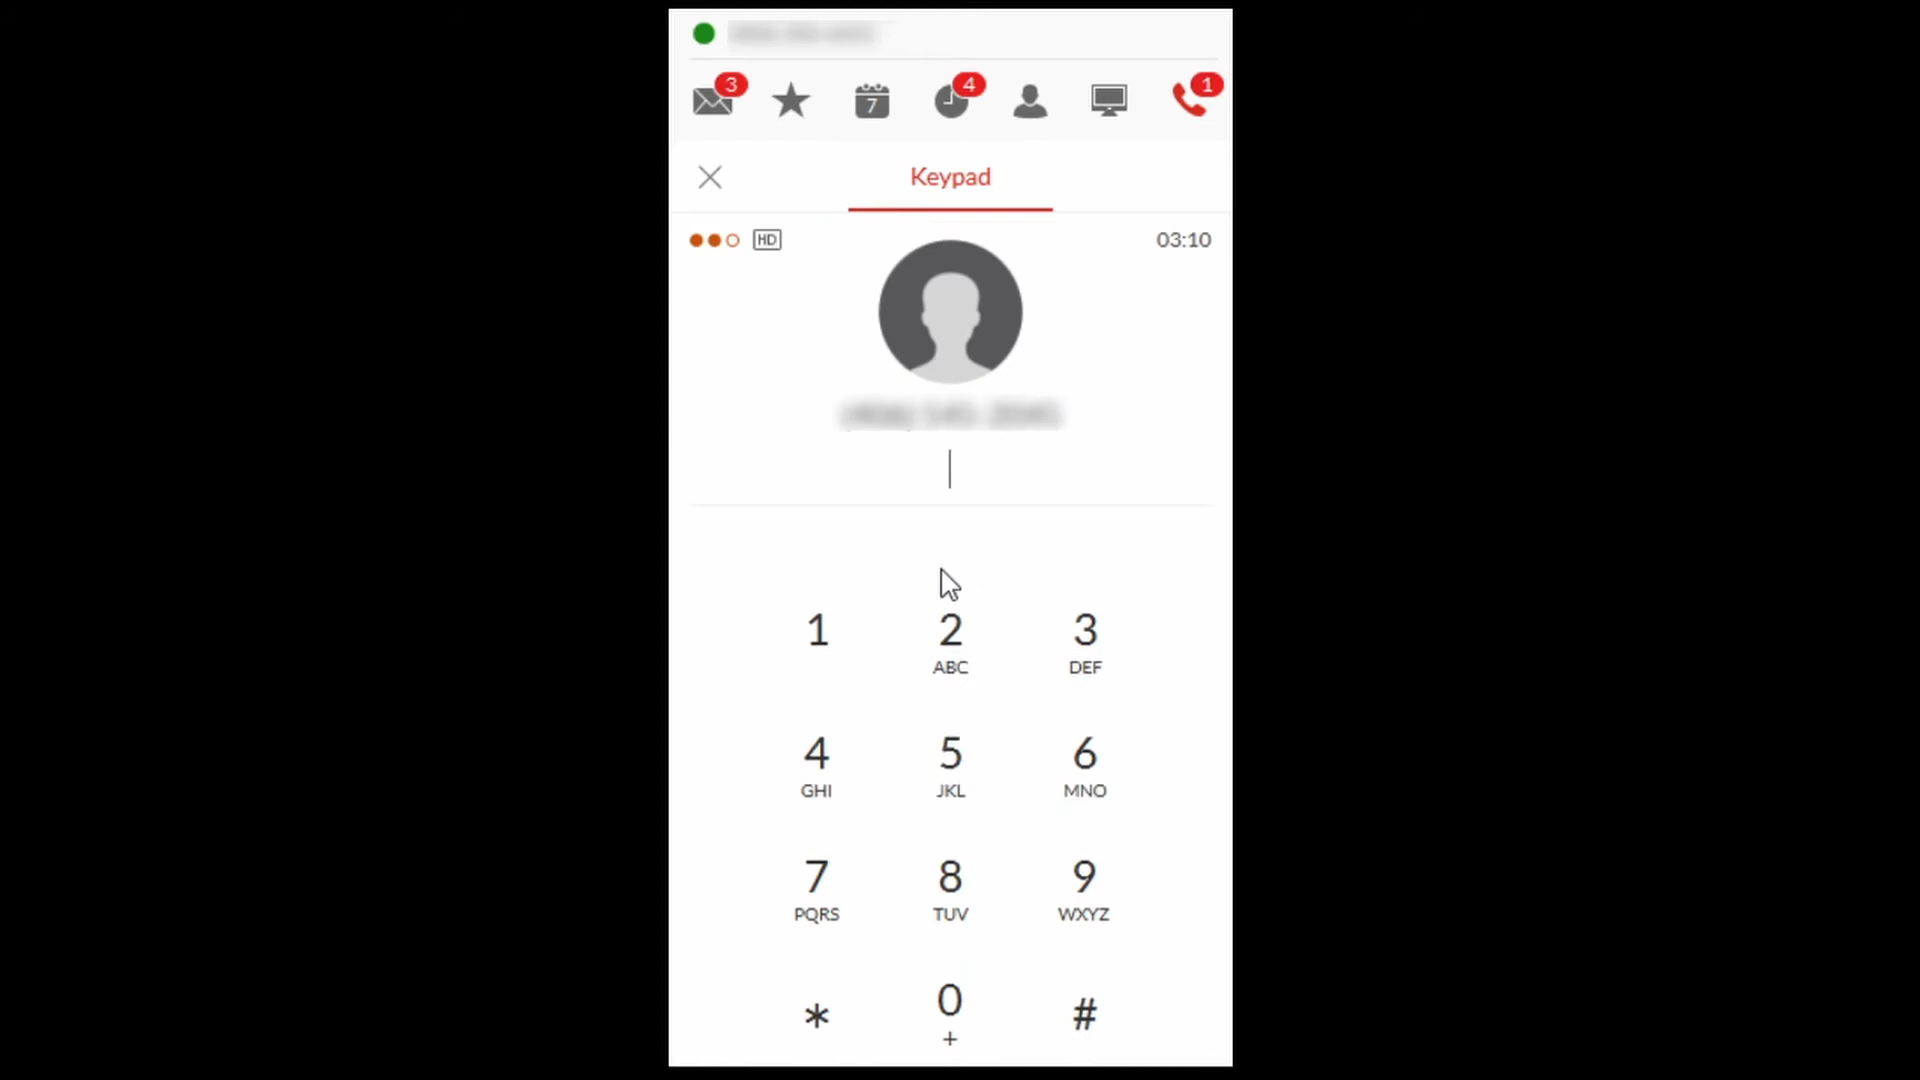 3
7
4
1
Keypad
HD
03:10
1 2 3
ABC DEF
4 5 6
GHI JKL MNO
7 8 9
PQRS TUV WXYZ
* 0 #
+